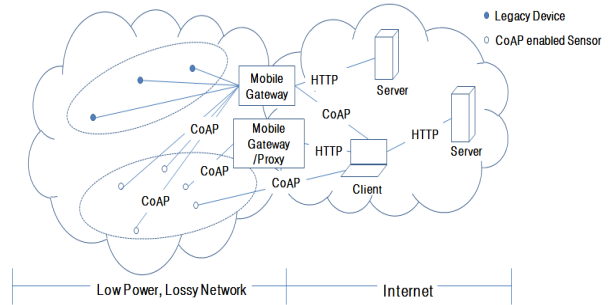 Legacy Device
CoAP enabled Sensor
Mobile
Gateway
HTTP
Server
CoAP
CoAP
Mobile
Gateway
/Proxy
HTTP
HTTP
Server
CoAP
CoAP
Client
CoAP
Low Power, Lossy Network
Internet